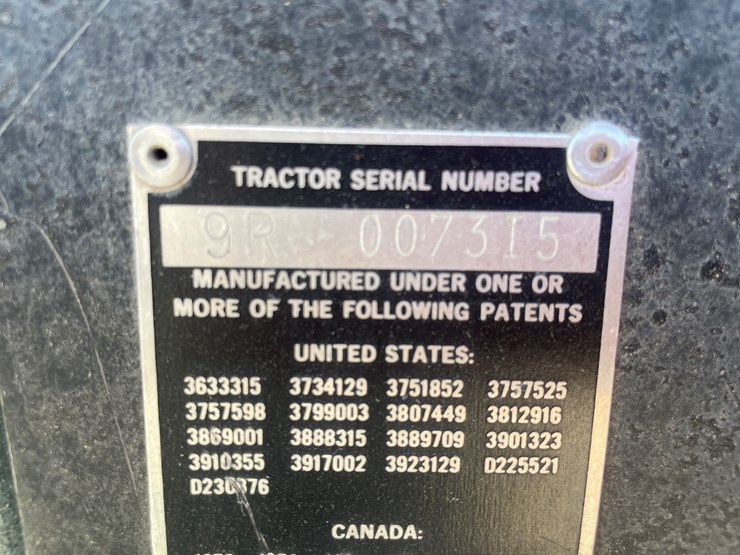 TRACTOR SERIAL NUMBER
9R 007315
MANUFACTURED UNDER ONE OR
MORE OF THE FOLLOWING PATENTS
UNITED STATES:
3633315 3734129 3751852 3757525
3757598 3799003 3807449 3812916
3869001 3888315 3889709 3901323
3910355 3917002 3923129 D225521
CANADA: